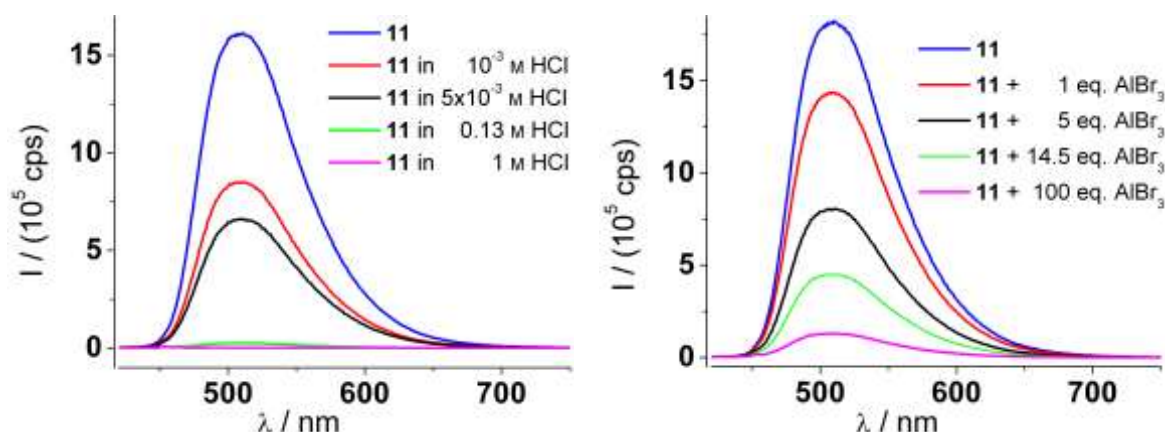 I / (10⁵ cps)
15
10
5
0
500
600
700
λ / nm
11
11 in 10⁻³ M HCl
11 in 5x10⁻³ M HCl
11 in 0.13 M HCl
11 in 1 M HCl
I / (10⁵ cps)
15
10
5
0
500
600
700
λ / nm
11
11 + 1 eq. AlBr₃
11 + 5 eq. AlBr₃
11 + 14.5 eq. AlBr₃
11 + 100 eq. AlBr₃